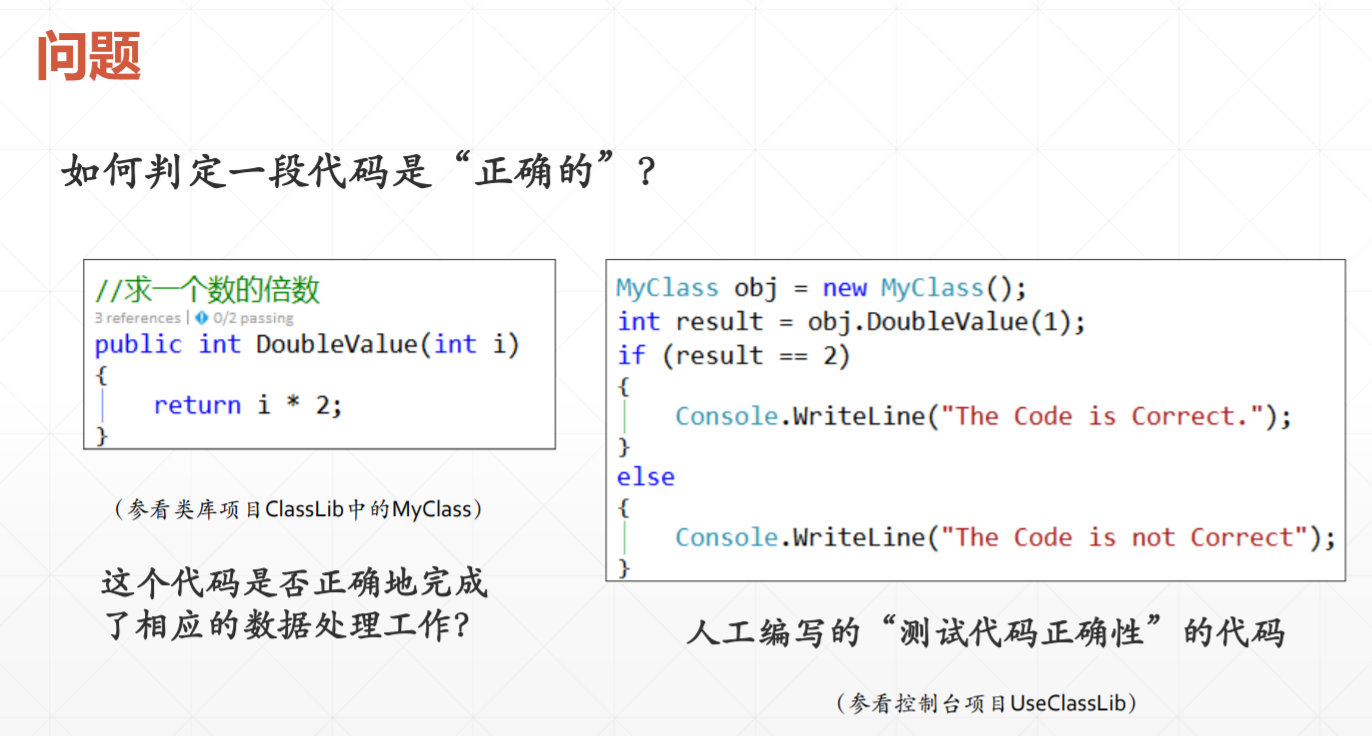 问题
如何判定一段代码是“正确的”?
//求一个数的倍数
3 references | 0/2 passing
public int DoubleValue(int i)
{
return i * 2;
}
(参看类库项目ClassLib中的MyClass)
这个代码是否正确地完成
了相应的数据处理工作?
MyClass obj = new MyClass();
int result = obj.DoubleValue(1);
if (result == 2)
{
Console.WriteLine("The Code is Correct.");
}
else
{
Console.WriteLine("The Code is not Correct");
}
人工编写的“测试代码正确性”的代码
(参看控制台项目UseClassLib)